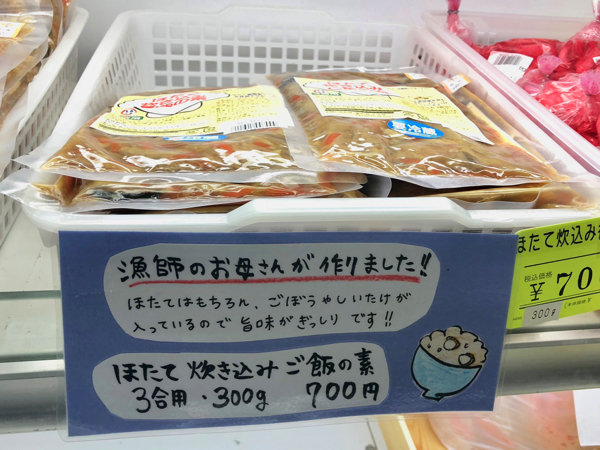 漁師のお母さんが作りました!!
ほたてはもちろん、ごぼうやしいたけが
入っているので旨味がぎっしりです!!
ほたて炊き込みご飯の素
3合用・300g 700円
ほたて炊込み
税込価格
¥70
300g
要冷蔵